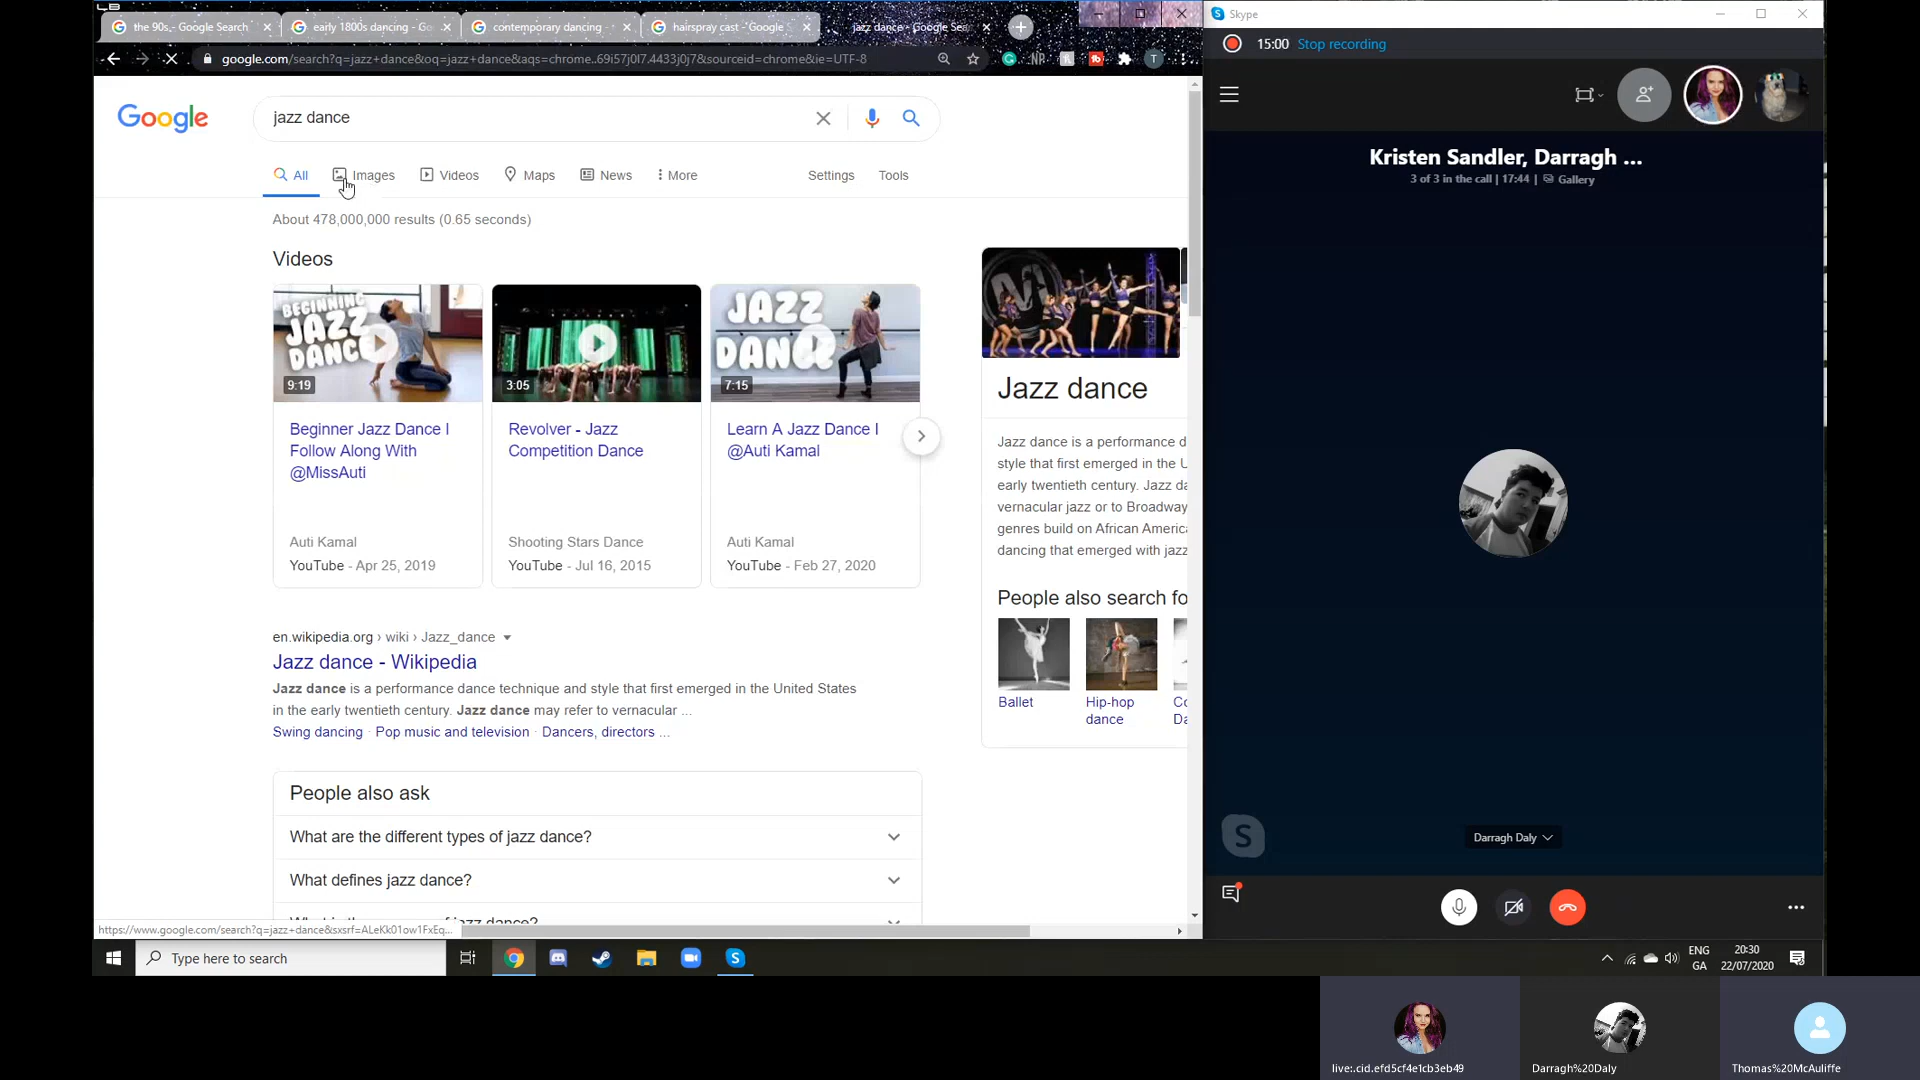 the 90s - Google Search
early 1800s dancing - Go
contemporary dancing -
hairspray cast - Google S
jazz dance - Google Sea
google.com/search?q=jazz+dance&oq=jazz+dance&aqs=chrome..69i57j0l7.4433j0j7&sourceid=chrome&ie=UTF-8
T
Google
jazz dance
All
Images
Videos
Maps
News
More
Settings
Tools
About 478,000,000 results (0.65 seconds)
Videos
BEGINNING
JAZZ
DANCE
9:19
3:05
JAZZ
DANCE
7:15
Beginner Jazz Dance I
Follow Along With
@MissAuti
Revolver - Jazz
Competition Dance
Learn A Jazz Dance I
@Auti Kamal
Auti Kamal
YouTube - Apr 25, 2019
Shooting Stars Dance
YouTube - Jul 16, 2015
Auti Kamal
YouTube - Feb 27, 2020
en.wikipedia.org › wiki › Jazz_dance
Jazz dance - Wikipedia
Jazz dance is a performance dance technique and style that first emerged in the United States
in the early twentieth century. Jazz dance may refer to vernacular ...
Swing dancing · Pop music and television · Dancers, directors ...
People also ask
What are the different types of jazz dance?
What defines jazz dance?
Jazz dance
Jazz dance is a performance d
style that first emerged in the U
early twentieth century. Jazz da
vernacular jazz or to Broadway
genres build on African America
dancing that emerged with jazz
People also search fo
Ballet
Hip-hop
dance
Co
Da
https://www.google.com/search?q=jazz+dance&sxsrf=ALeKk01ow1FxEq...
Skype
15:00 Stop recording
Kristen Sandler, Darragh ...
3 of 3 in the call | 17:44 | Gallery
S
Darragh Daly
Type here to search
ENG
GA
20:30
22/07/2020
live:.cid.efd5cf4e1cb3eb49
Darragh%20Daly
Thomas%20McAuliffe